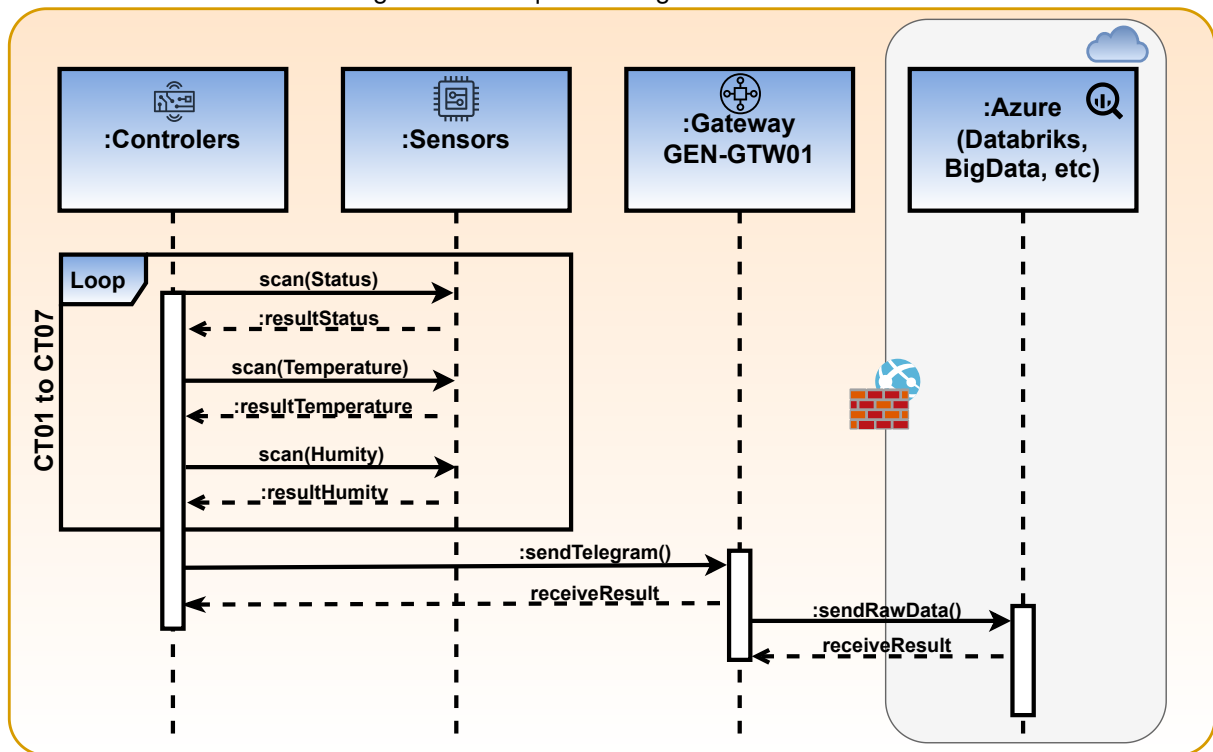 :Controlers
:Sensors
:Gateway
GEN-GTW01
:Azure
(Databriks,
BigData, etc)
Loop
CT01 to CT07
scan(Status)
:resultStatus
scan(Temperature)
:resultTemperature
scan(Humity)
:resultHumity
:sendTelegram()
receiveResult
:sendRawData()
receiveResult